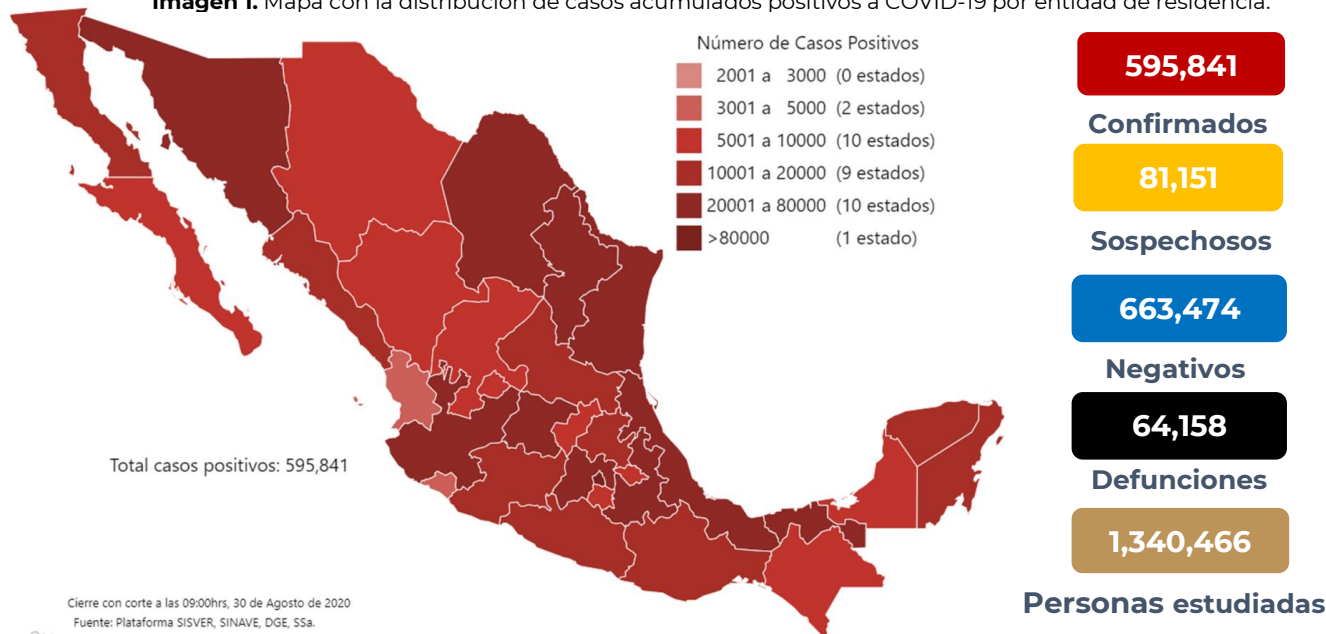 Imagen 1. Mapa con la distribución de casos acumulados positivos a COVID-19 por entidad de residencia.
Número de Casos Positivos
2001 a 3000 (0 estados)
3001 a 5000 (2 estados)
5001 a 10000 (10 estados)
10001 a 20000 (9 estados)
20001 a 80000 (10 estados)
>80000 (1 estado)
Total casos positivos: 595,841
Cierre con corte a las 09:00hrs, 30 de Agosto de 2020
Fuente: Plataforma SISVER, SINAVE, DGE, SSa.
595,841
Confirmados
81,151
Sospechosos
663,474
Negativos
64,158
Defunciones
1,340,466
Personas estudiadas